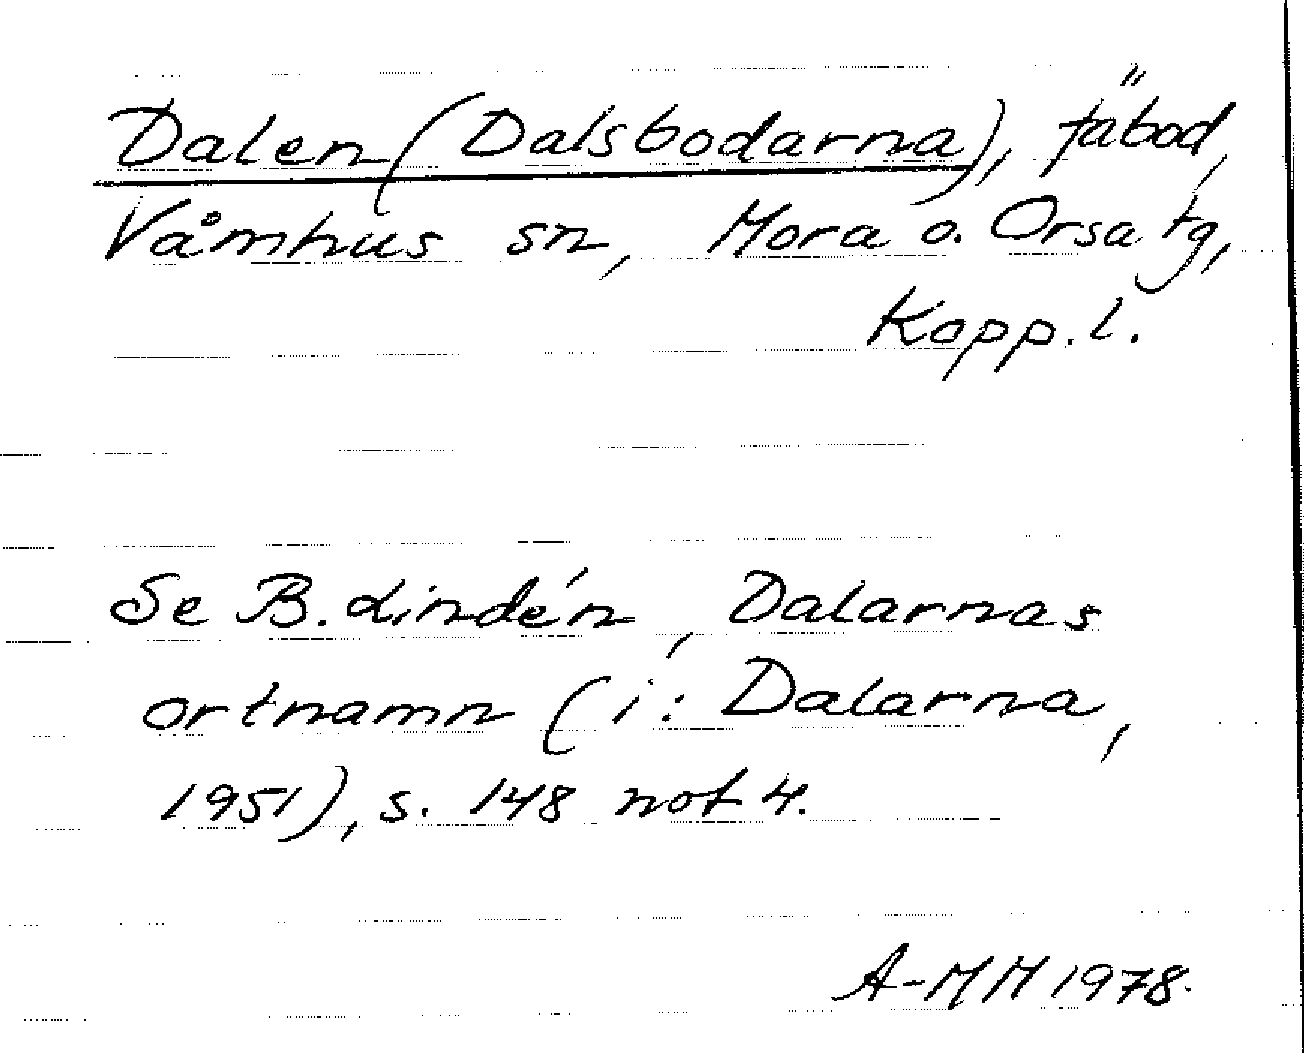 Dalen (Dalsbodarna), fäbod,
Våmhus sn, Mora o. Orsa tg,
Kopp. l.
Se B. Lindén, Dalarnas
ortnamn (i: Dalarna,
1951), s. 148 not 4.
A-MM 1978.